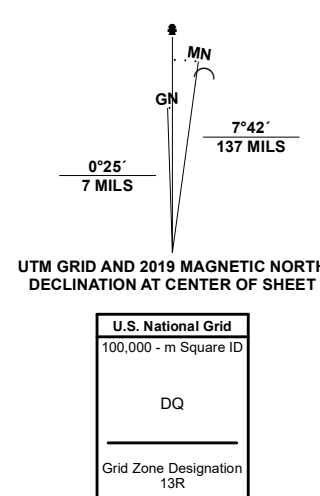 MN
GN
7°42´
137 MILS
0°25´
7 MILS
UTM GRID AND 2019 MAGNETIC NORTH
DECLINATION AT CENTER OF SHEET
U.S. National Grid
100,000 - m Square ID
DQ
Grid Zone Designation
13R